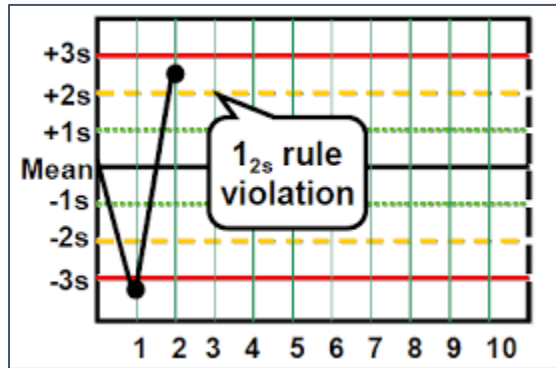 +3s
+2s
+1s
Mean
-1s
-2s
-3s
1₂ₛ rule
violation
1 2 3 4 5 6 7 8 9 10